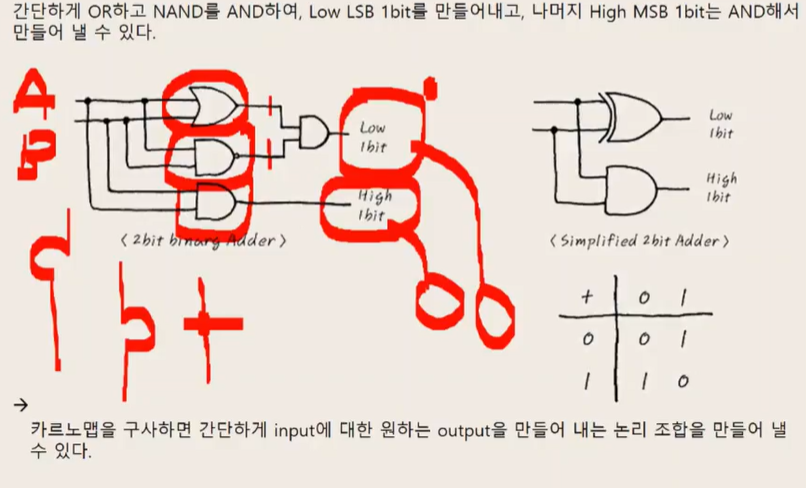 간단하게 OR하고 NAND를 AND하여, Low LSB 1bit를 만들어내고, 나머지 High MSB 1bit는 AND해서
만들어 낼 수 있다.
A
B
Low
1bit
High
1bit
<2bit binary Adder>
Low
1bit
High
1bit
<Simplified 2bit Adder>
+ 0 1
0 0 1
1 1 0
→
카르노맵을 구사하면 간단하게 input에 대한 원하는 output을 만들어 내는 논리 조합을 만들어 낼
수 있다.